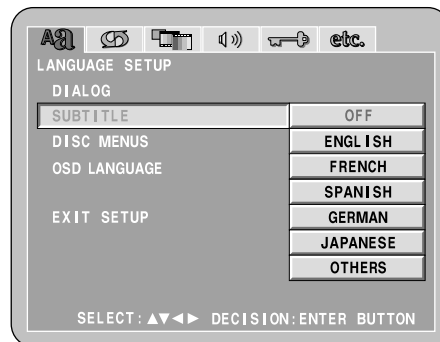 Aa etc.
LANGUAGE SETUP
DIALOG
SUBTITLE OFF
DISC MENUS ENGLISH
OSD LANGUAGE FRENCH
SPANISH
EXIT SETUP GERMAN
JAPANESE
OTHERS
SELECT:▲▼◄► DECISION:ENTER BUTTON